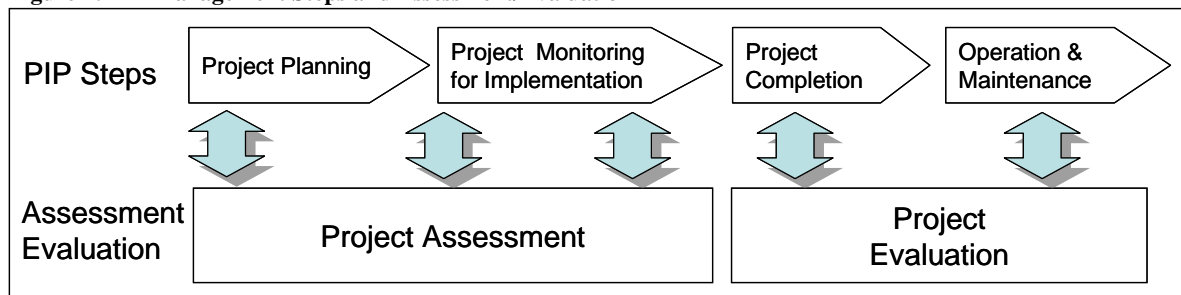 PIP Steps
Project Planning
Project Monitoring
for Implementation
Project
Completion
Operation &
Maintenance
Assessment
Evaluation
Project Assessment
Project
Evaluation